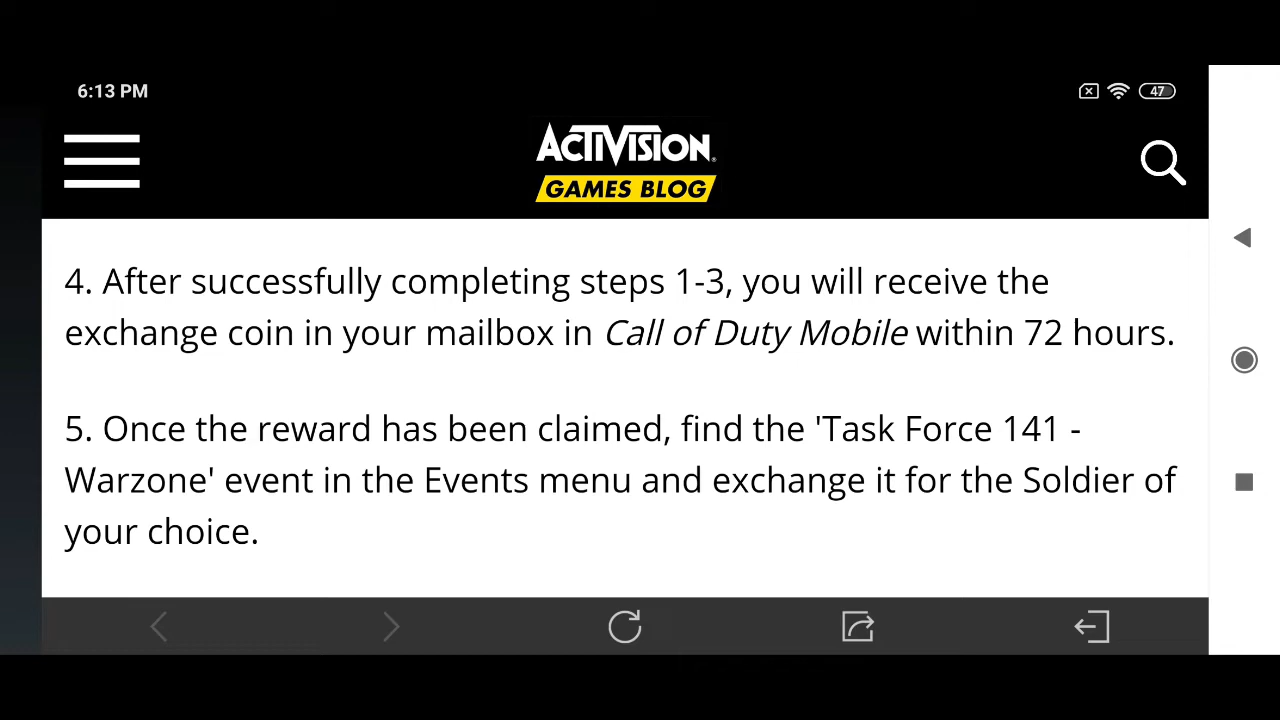 6:13 PM
47
ACTIVISION
GAMES BLOG
4. After successfully completing steps 1-3, you will receive the
exchange coin in your mailbox in Call of Duty Mobile within 72 hours.
5. Once the reward has been claimed, find the 'Task Force 141 -
Warzone' event in the Events menu and exchange it for the Soldier of
your choice.